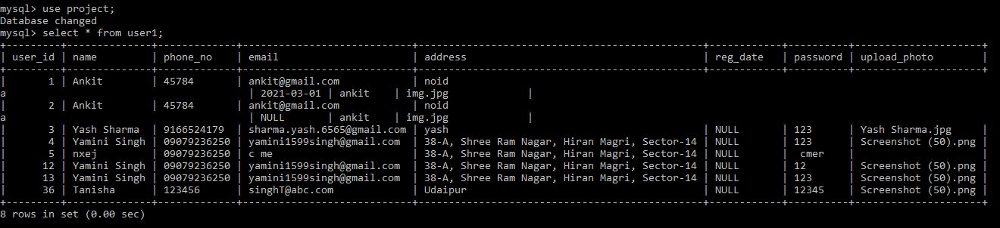 mysql> use project;
Database changed
mysql> select * from user1;
+---------+--------------+-------------+---------------------------+-----------------------------------------------+------------+----------+---------------------+
| user_id | name         | phone_no    | email                     | address                                       | reg_date   | password | upload_photo        |
+---------+--------------+-------------+---------------------------+-----------------------------------------------+------------+----------+---------------------+
|       1 | Ankit        | 45784       | ankit@gmail.com           | noid
a                                       | 2021-03-01 | ankit    | img.jpg             |
|       2 | Ankit        | 45784       | ankit@gmail.com           | noid
a                                       | NULL       | ankit    | img.jpg             |
|       3 | Yash Sharma  | 9166524179  | sharma.yash.6565@gmail.com | yash                                          | NULL       | 123      | Yash Sharma.jpg     |
|       4 | Yamini Singh | 09079236250 | yamini1599singh@gmail.com | 38-A, Shree Ram Nagar, Hiran Magri, Sector-14 | NULL       | 123      | Screenshot (50).png |
|       5 | nxej         | 09079236250 | c me                      | 38-A, Shree Ram Nagar, Hiran Magri, Sector-14 | NULL       |  cmer    |                     |
|      12 | Yamini Singh | 09079236250 | yamini1599singh@gmail.com | 38-A, Shree Ram Nagar, Hiran Magri, Sector-14 | NULL       | 12       | Screenshot (50).png |
|      13 | Yamini Singh | 09079236250 | yamini1599singh@gmail.com | 38-A, Shree Ram Nagar, Hiran Magri, Sector-14 | NULL       | 123      | Screenshot (50).png |
|      36 | Tanisha      | 123456      | singhT@abc.com            | Udaipur                                       | NULL       | 12345    | Screenshot (50).png |
+---------+--------------+-------------+---------------------------+-----------------------------------------------+------------+----------+---------------------+
8 rows in set (0.00 sec)